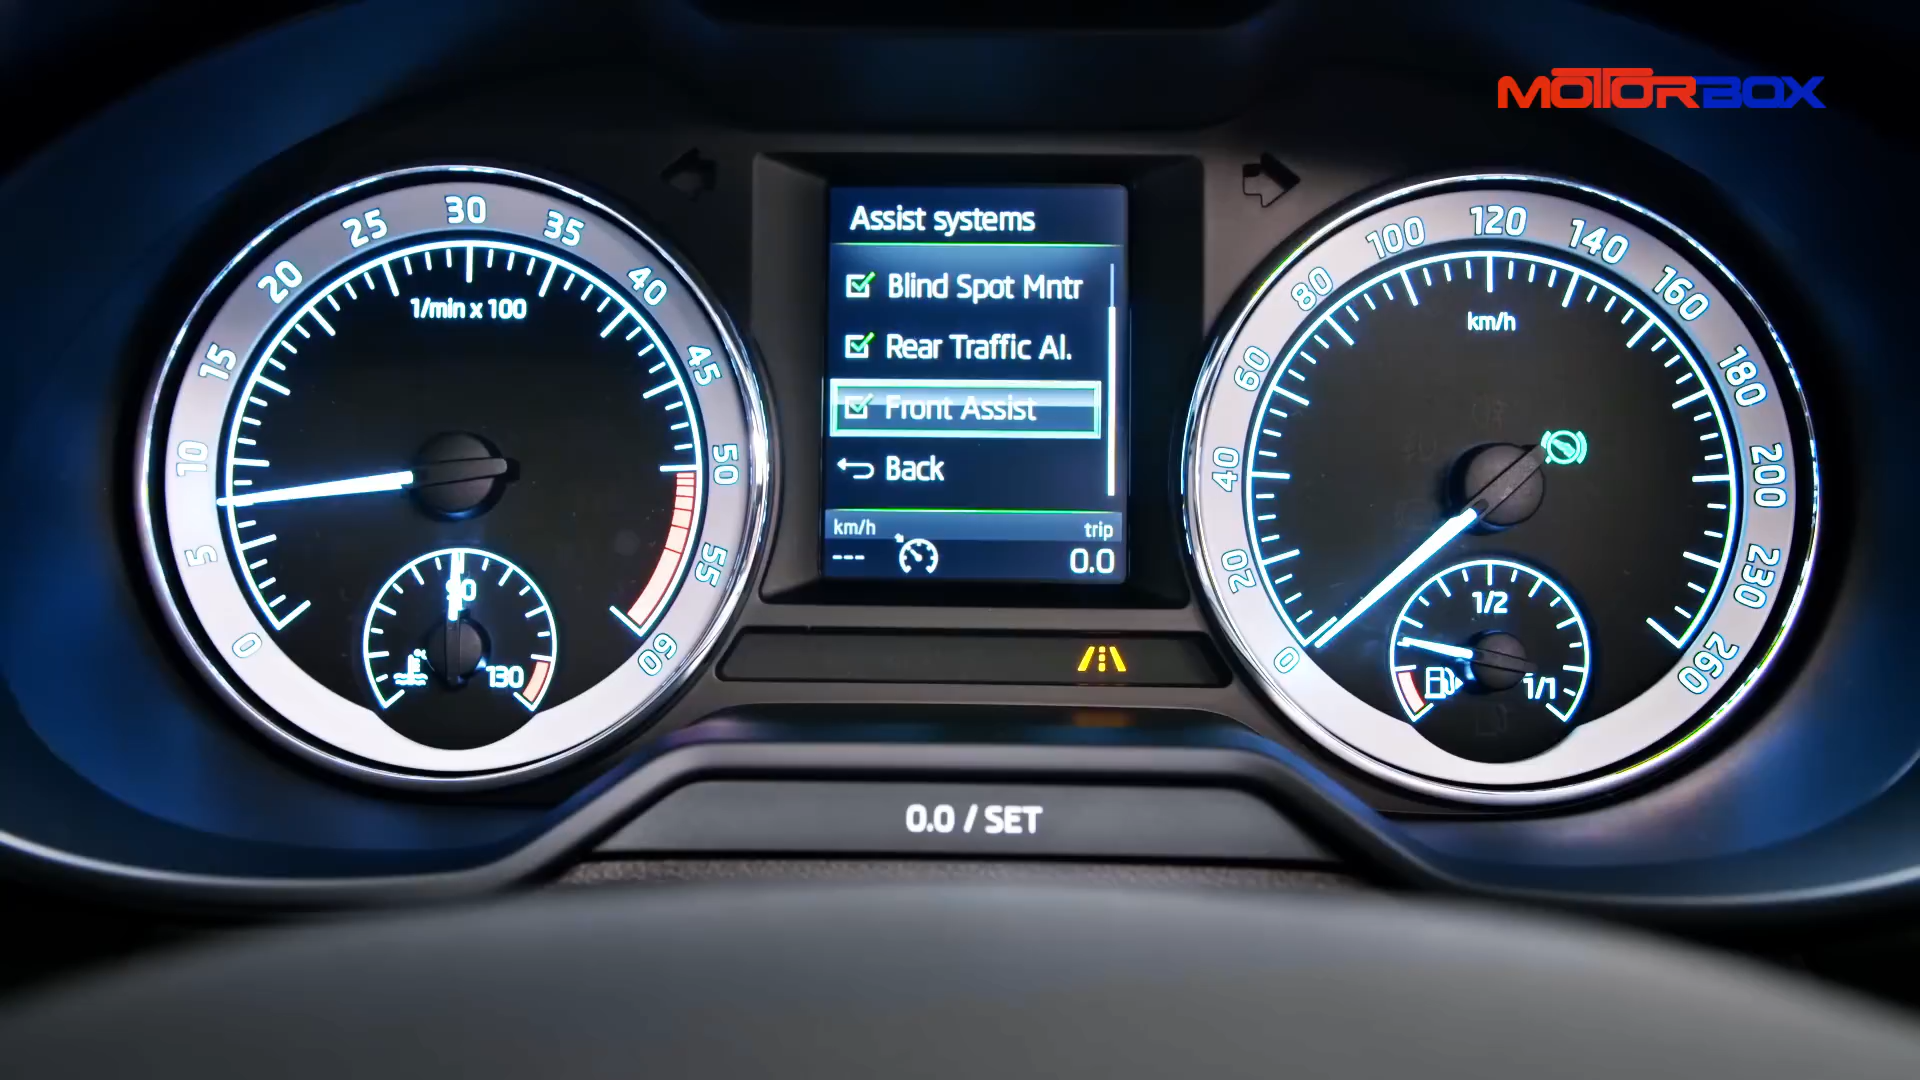 MOTORBOX
0
5
10
15
20
25
30
35
40
45
50
55
60
1/min x 100
90
130
Assist systems
Blind Spot Mntr
Rear Traffic Al.
Front Assist
Back
km/h
trip
---
0.0
0
20
40
60
80
100
120
140
160
180
200
230
260
km/h
1/2
1/1
0.0 / SET